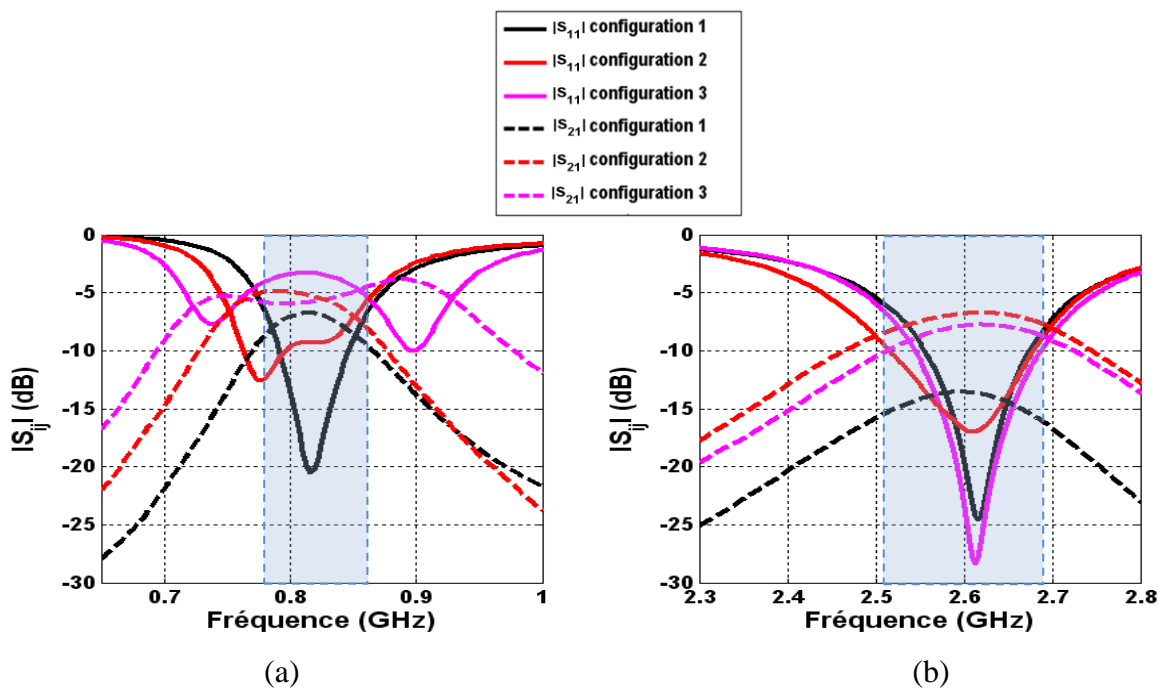 |S11| configuration 1
|S11| configuration 2
|S11| configuration 3
|S21| configuration 1
|S21| configuration 2
|S21| configuration 3
|Sij| (dB)
0
-5
-10
-15
-20
-25
-30
0.7
0.8
0.9
1
Fréquence (GHz)
(a)
|Sij| (dB)
0
-5
-10
-15
-20
-25
-30
2.3
2.4
2.5
2.6
2.7
2.8
Fréquence (GHz)
(b)